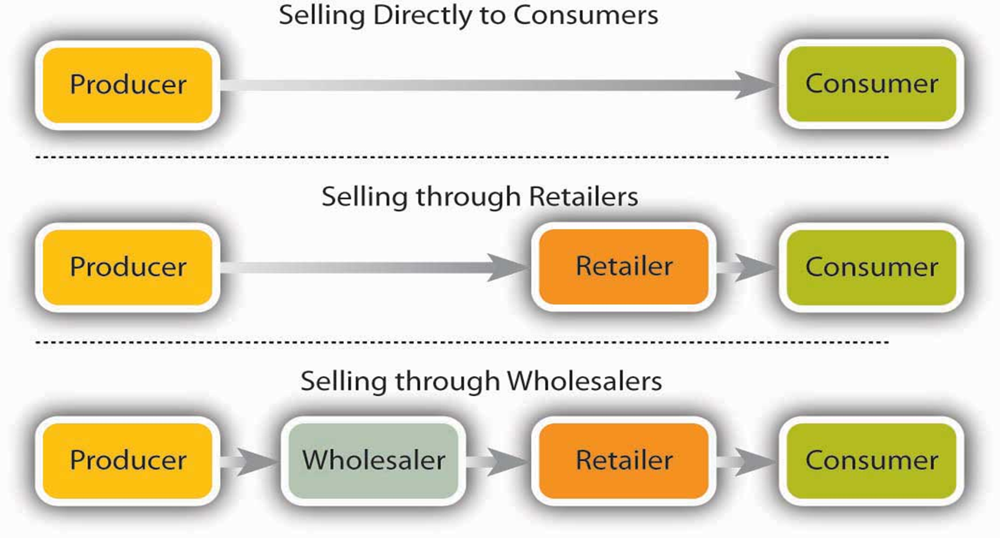 Selling Directly to Consumers
Producer
Consumer
Selling through Retailers
Producer
Retailer
Consumer
Selling through Wholesalers
Producer
Wholesaler
Retailer
Consumer